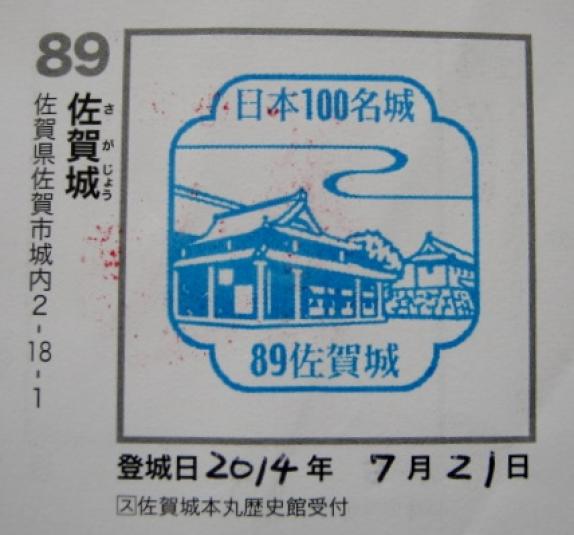 89
佐賀城
さがじょう
佐賀県佐賀市城内2-18-1
日本100名城
89佐賀城
登城日2014年 7月21日
ス佐賀城本丸歴史館受付